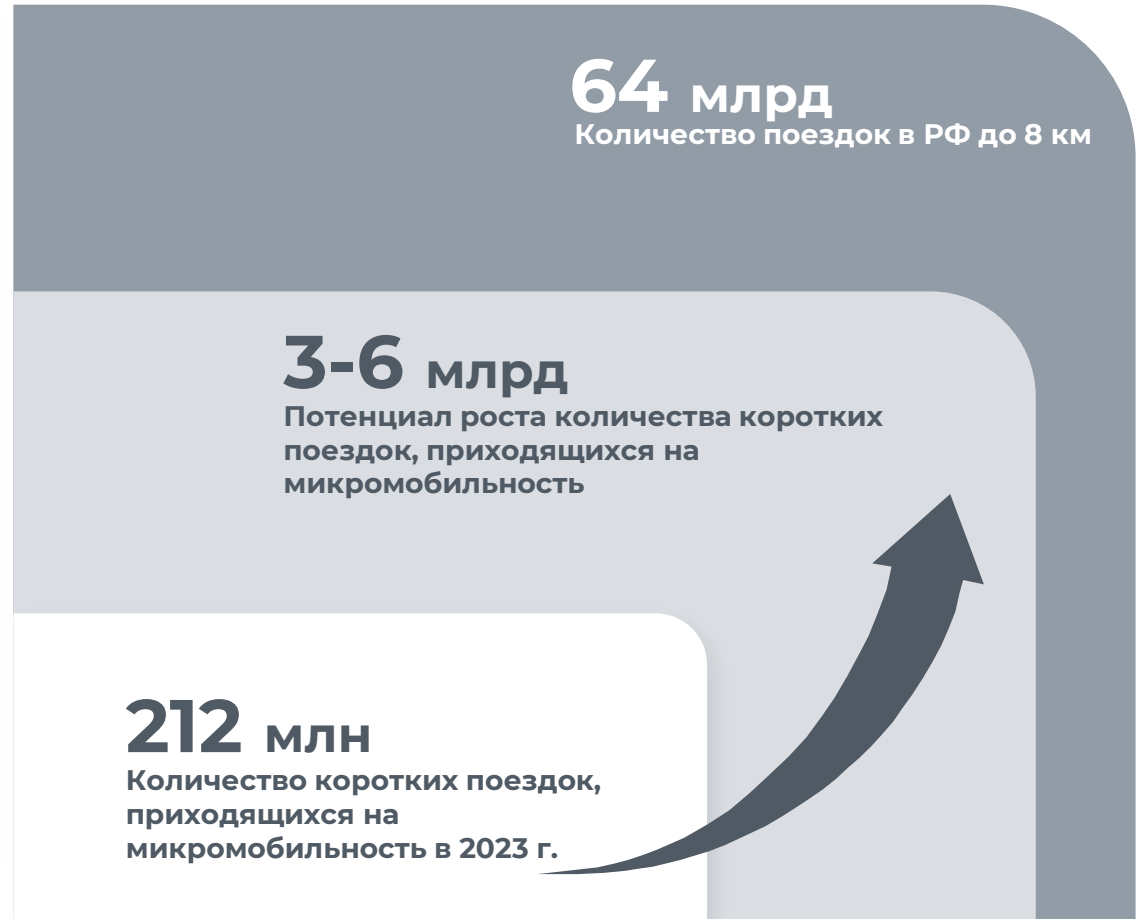 64 млрд
Количество поездок в РФ до 8 км
3-6 млрд
Потенциал роста количества коротких
поездок, приходящихся на
микромобильность
212 млн
Количество коротких поездок,
приходящихся на
микромобильность в 2023 г.